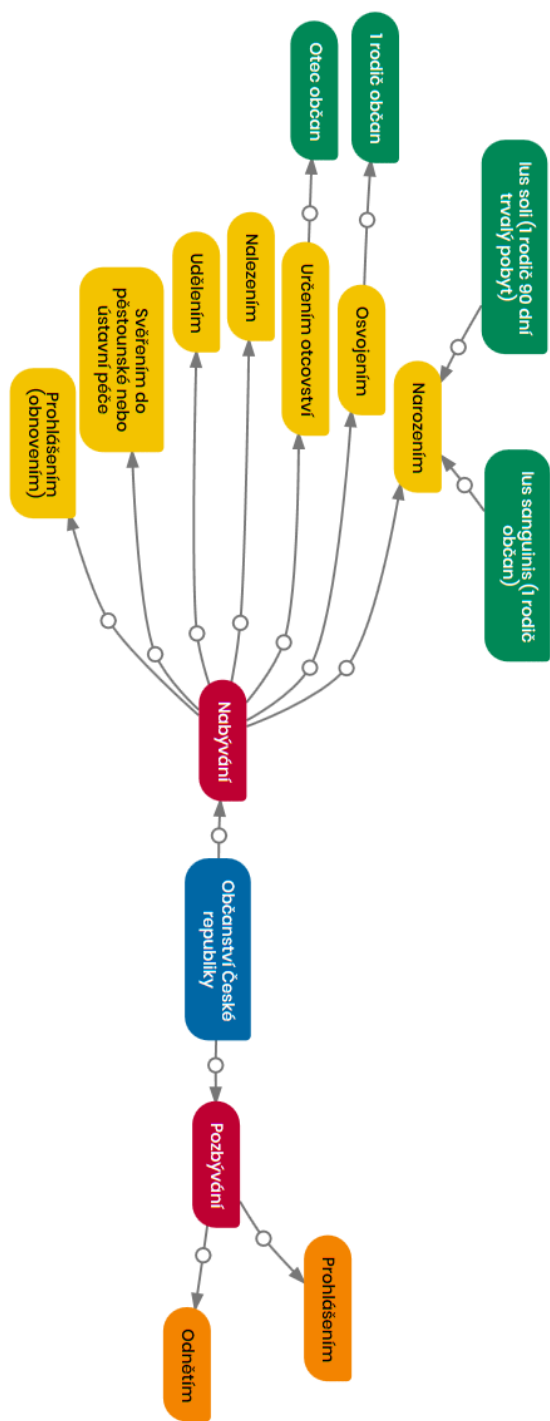 Ius soli (1 rodič 90 dní
trvalý pobyt)
Ius sanguinis (1 rodič
občan)
Narozením
1 rodič občan
Osvojením
Otec občan
Určením otcovství
Nalezením
Udělením
Svěřením do
pěstounské nebo
ústavní péče
Prohlášením
(obnovením)
Nabývání
Občanství České
republiky
Pozbývání
Prohlášením
Odnětím